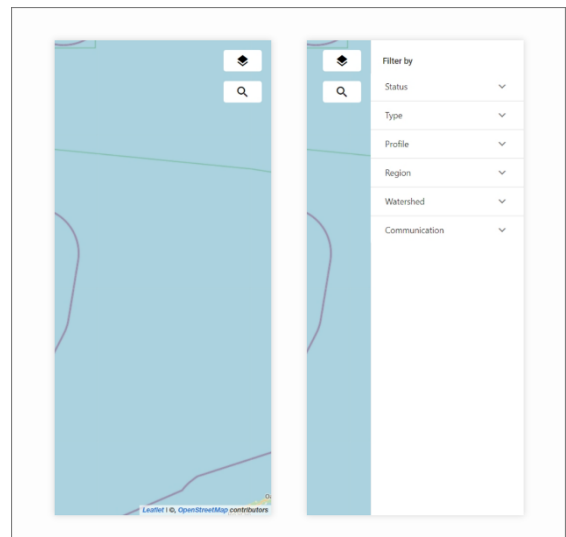 Leaflet | ©, OpenStreetMap contributors
Filter by
Status
Type
Profile
Region
Watershed
Communication